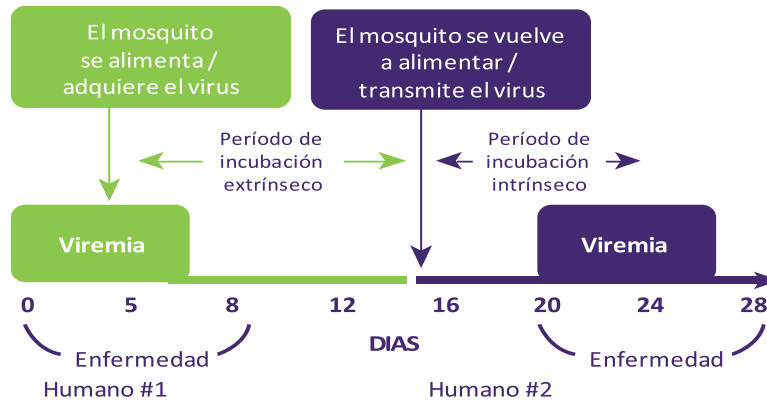 El mosquito
se alimenta /
adquiere el virus
El mosquito se vuelve
a alimentar /
transmite el virus
Período de
incubación
extrínseco
Período de
incubación
intrínseco
Viremia
Viremia
0 5 8 12 16 20 24 28
DIAS
Enfermedad
Humano #1
Enfermedad
Humano #2